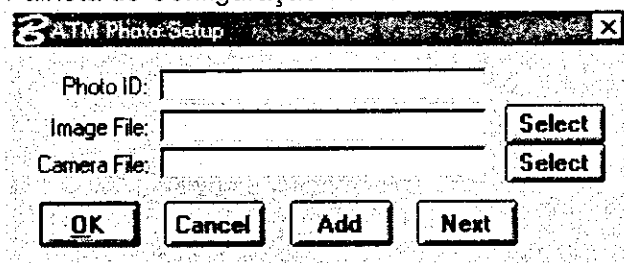 ATM Photo Setup
Photo ID:
Image File: Select
Camera File: Select
OK Cancel Add Next